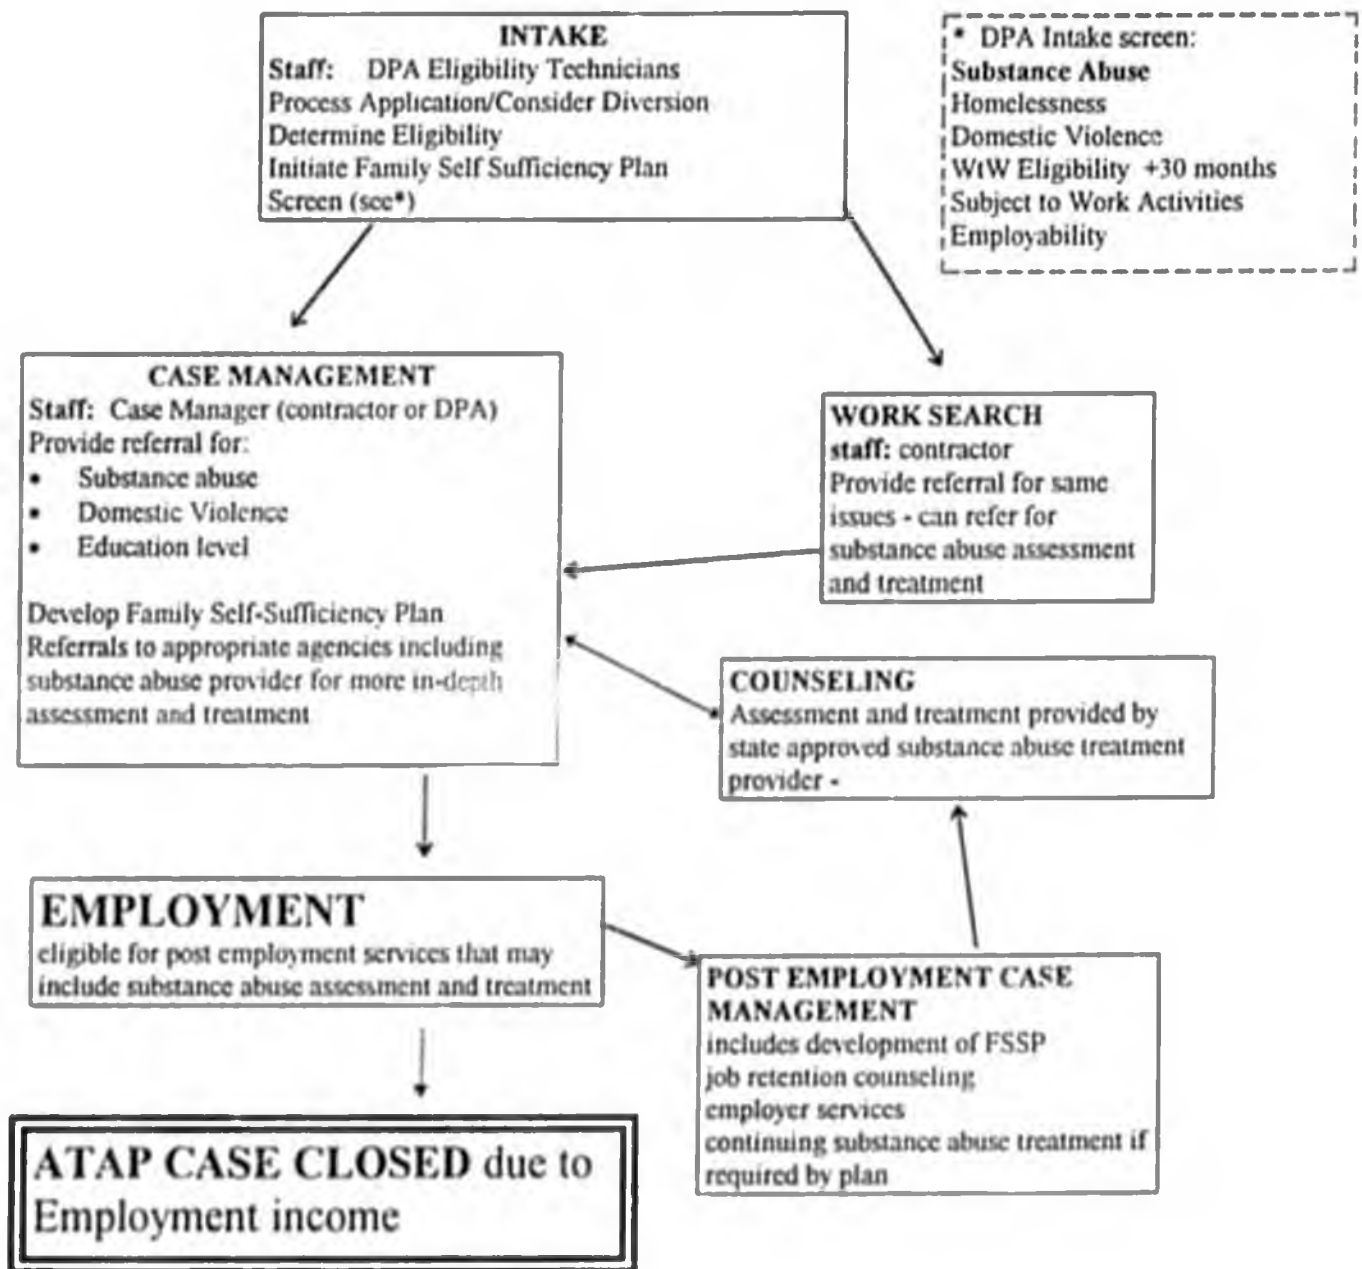 INTAKE
Staff: DPA Eligibility Technicians
Process Application/Consider Diversion
Determine Eligibility
Initiate Family Self Sufficiency Plan
Screen (see*)
* DPA Intake screen:
Substance Abuse
Homelessness
Domestic Violence
WtW Eligibility +30 months
Subject to Work Activities
Employability
CASE MANAGEMENT
Staff: Case Manager (contractor or DPA)
Provide referral for:
• Substance abuse
• Domestic Violence
• Education level
Develop Family Self-Sufficiency Plan
Referrals to appropriate agencies including
substance abuse provider for more in-depth
assessment and treatment
WORK SEARCH
staff: contractor
Provide referral for same
issues - can refer for
substance abuse assessment
and treatment
COUNSELING
Assessment and treatment provided by
state approved substance abuse treatment
provider -
EMPLOYMENT
eligible for post employment services that may
include substance abuse assessment and treatment
POST EMPLOYMENT CASE
MANAGEMENT
includes development of FSSP
job retention counseling
employer services
continuing substance abuse treatment if
required by plan
ATAP CASE CLOSED due to
Employment income